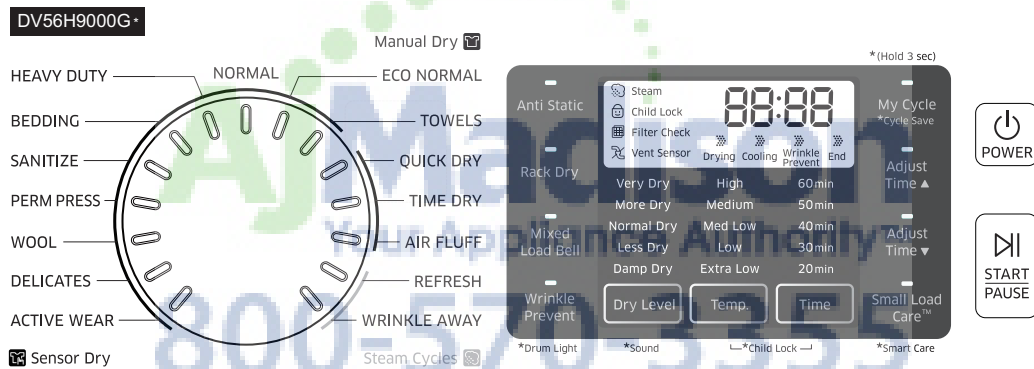 DV56H9000G*
Manual Dry
HEAVY DUTY
NORMAL
ECO NORMAL
BEDDING
TOWELS
SANITIZE
QUICK DRY
PERM PRESS
TIME DRY
WOOL
AIR FLUFF
DELICATES
REFRESH
ACTIVE WEAR
WRINKLE AWAY
Sensor Dry
Steam Cycles
*(Hold 3 sec)
Anti Static
Rack Dry
Mixed
Load Bell
Wrinkle
Prevent
Steam
Child Lock
Filter Check
Vent Sensor
88:88
Drying Cooling Wrinkle Prevent End
Very Dry High 60min
More Dry Medium 50min
Normal Dry Med Low 40min
Less Dry Low 30min
Damp Dry Extra Low 20min
Dry Level Temp. Time
My Cycle
*Cycle Save
Adjust
Time ▲
Adjust
Time ▼
Small Load
Care™
*Drum Light *Sound *Child Lock *Smart Care
POWER
START
PAUSE
AjMadison
Your Appliance Authority
800-570-3355